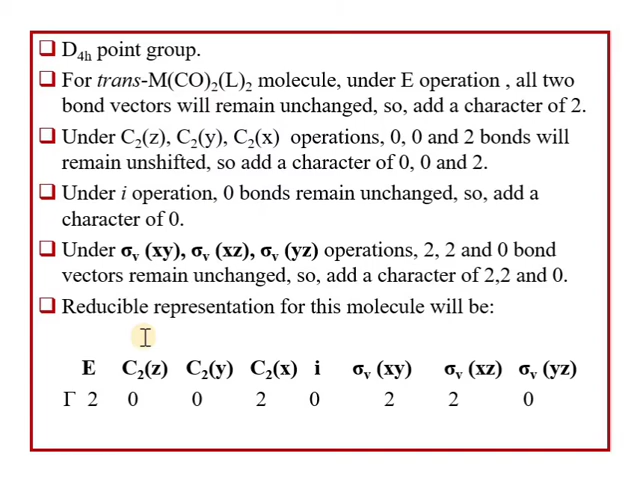 ❑ D₄ₕ point group.
❑ For trans-M(CO)₂(L)₂ molecule, under E operation , all two
bond vectors will remain unchanged, so, add a character of 2.
❑ Under C₂(z), C₂(y), C₂(x) operations, 0, 0 and 2 bonds will
remain unshifted, so add a character of 0, 0 and 2.
❑ Under i operation, 0 bonds remain unchanged, so, add a
character of 0.
❑ Under σᵥ (xy), σᵥ (xz), σᵥ (yz) operations, 2, 2 and 0 bond
vectors remain unchanged, so, add a character of 2,2 and 0.
❑ Reducible representation for this molecule will be:
E C₂(z) C₂(y) C₂(x) i σᵥ (xy) σᵥ (xz) σᵥ (yz)
Γ 2 0 0 2 0 2 2 0